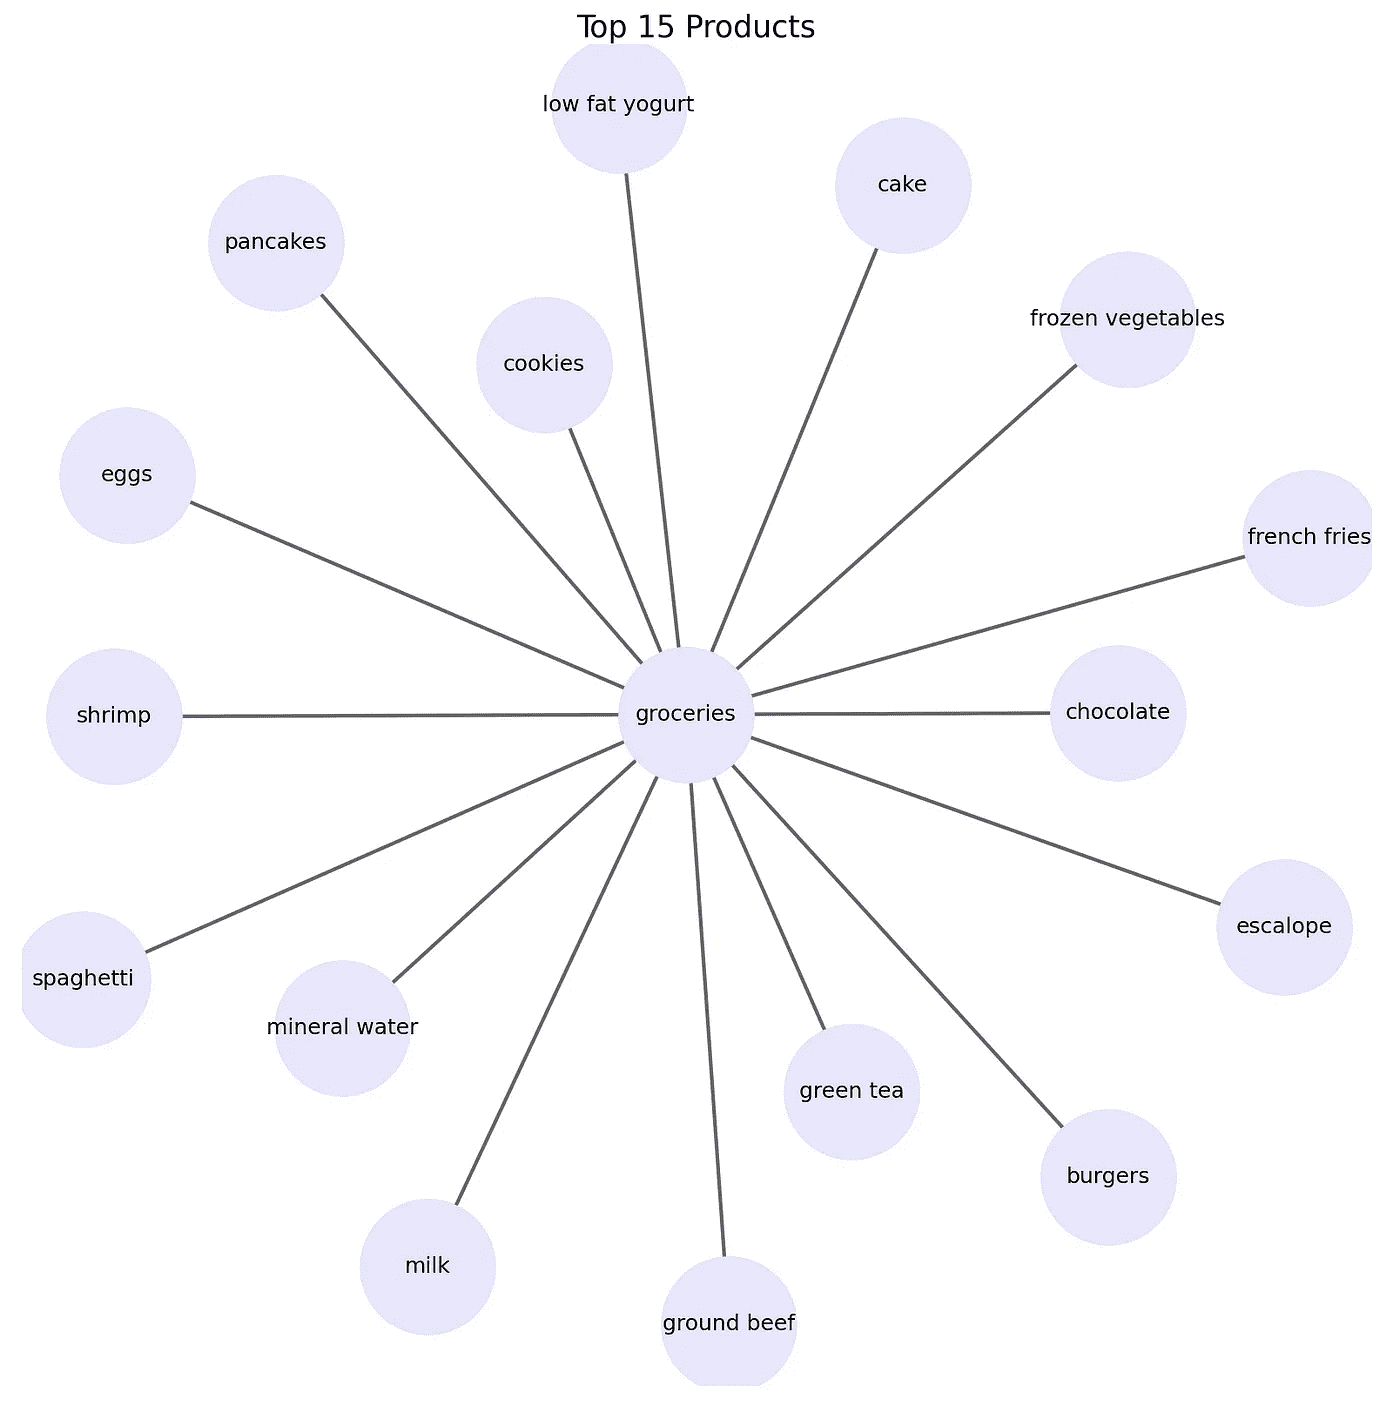 Top 15 Products
low fat yogurt
cake
pancakes
frozen vegetables
cookies
eggs
french fries
shrimp
groceries
chocolate
escalope
spaghetti
mineral water
green tea
burgers
milk
ground beef